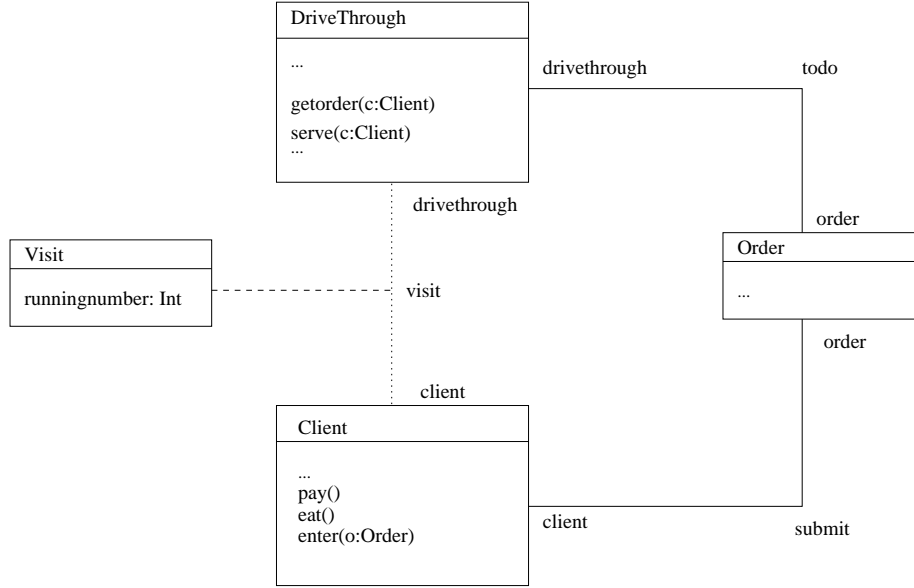 DriveThrough
...
getorder(c:Client)
serve(c:Client)
...
drivethrough
todo
drivethrough
order
Visit
runningnumber: Int
visit
Order
...
order
client
Client
...
pay()
eat()
enter(o:Order)
client
submit